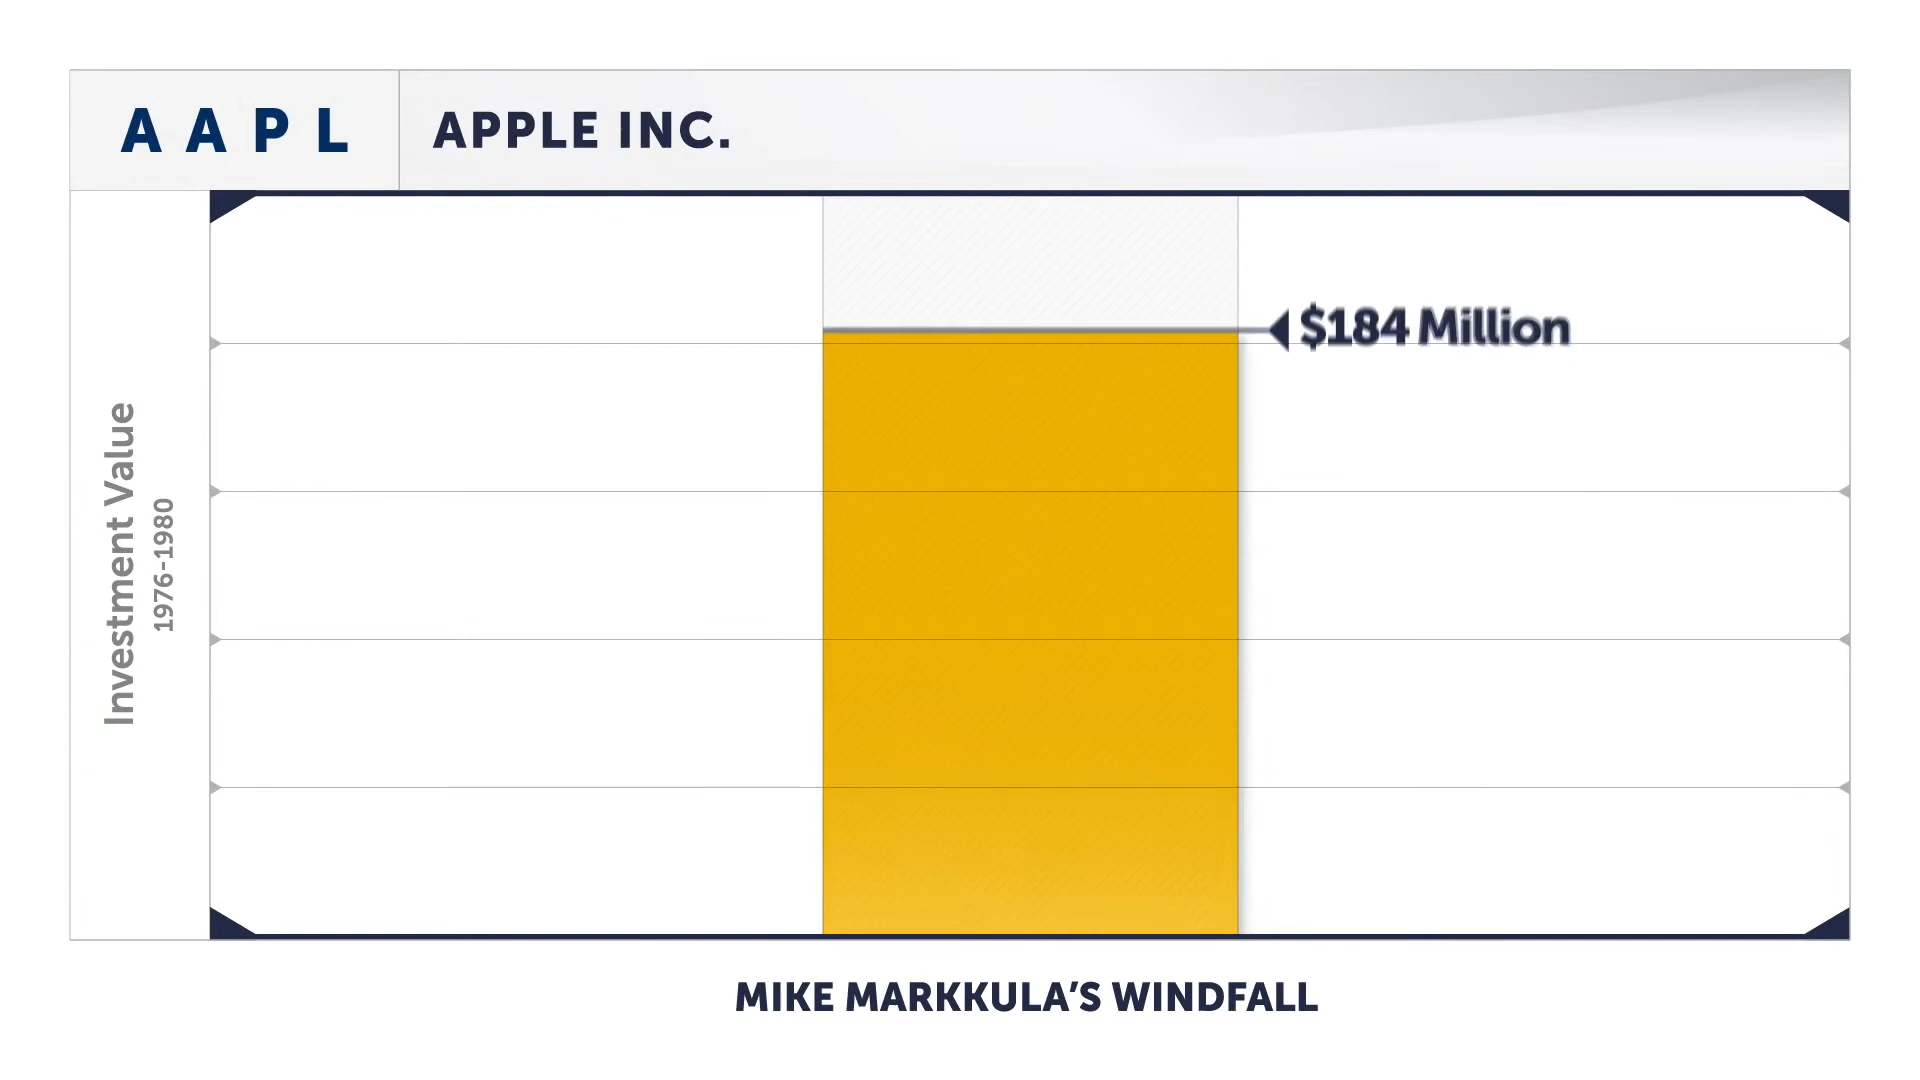 AAPL
APPLE INC.
$184 Million
Investment Value
1976-1980
MIKE MARKKULA’S WINDFALL